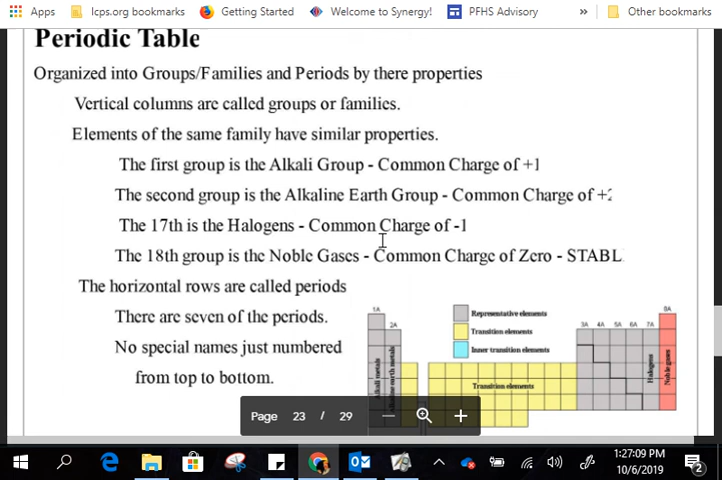 Apps lcps.org bookmarks Getting Started Welcome to Synergy! PFHS Advisory » Other bookmarks
Periodic Table
Organized into Groups/Families and Periods by there properties
Vertical columns are called groups or families.
Elements of the same family have similar properties.
The first group is the Alkali Group - Common Charge of +1
The second group is the Alkaline Earth Group - Common Charge of +2
The 17th is the Halogens - Common Charge of -1
The 18th group is the Noble Gases - Common Charge of Zero - STABL
The horizontal rows are called periods
There are seven of the periods.
No special names just numbered
from top to bottom.
1A
2A
Representative elements
Transition elements
Inner transition elements
3A 4A 5A 6A 7A
8A
Alkali metals
Alkaline earth metals
Transition elements
Halogens
Noble gases
Page 23 / 29
1:27:09 PM
10/6/2019
2